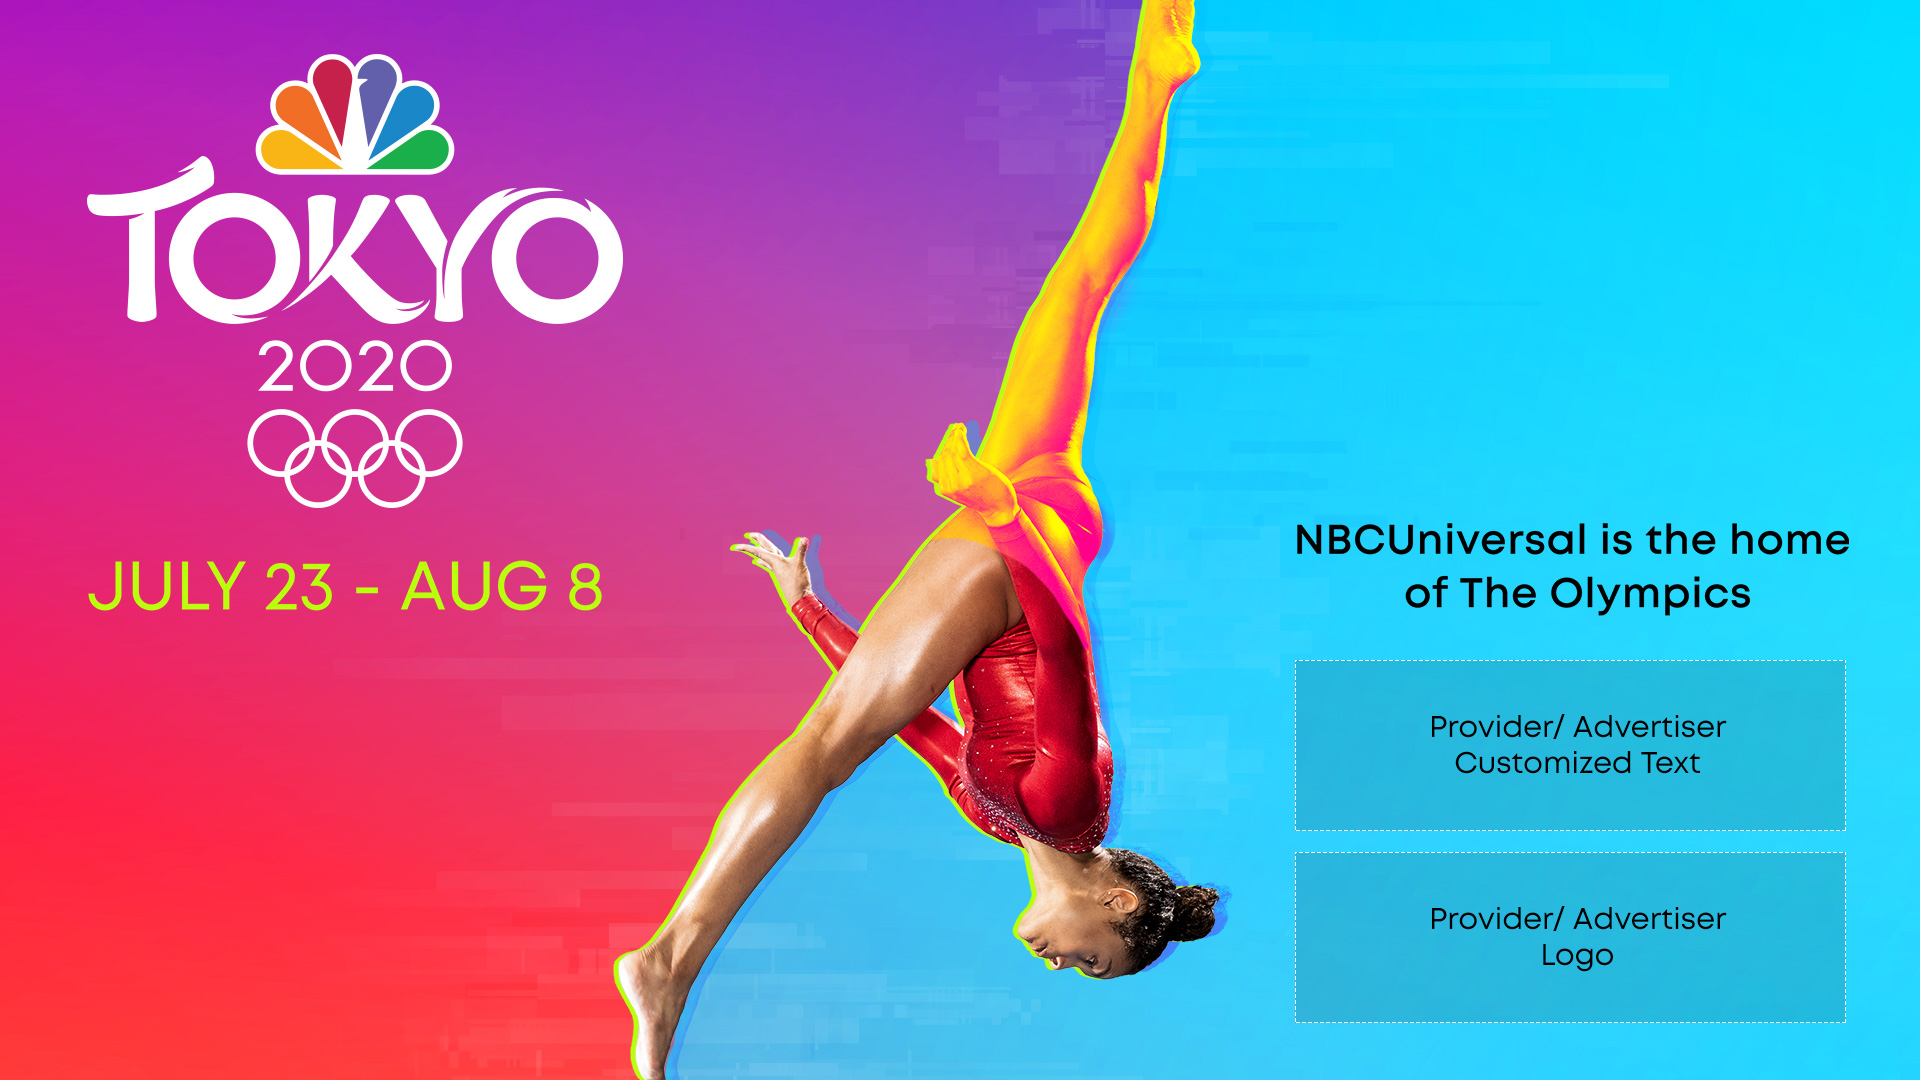 TOKYO
2020
JULY 23 - AUG 8
NBCUniversal is the home
of The Olympics
Provider/ Advertiser
Customized Text
Provider/ Advertiser
Logo